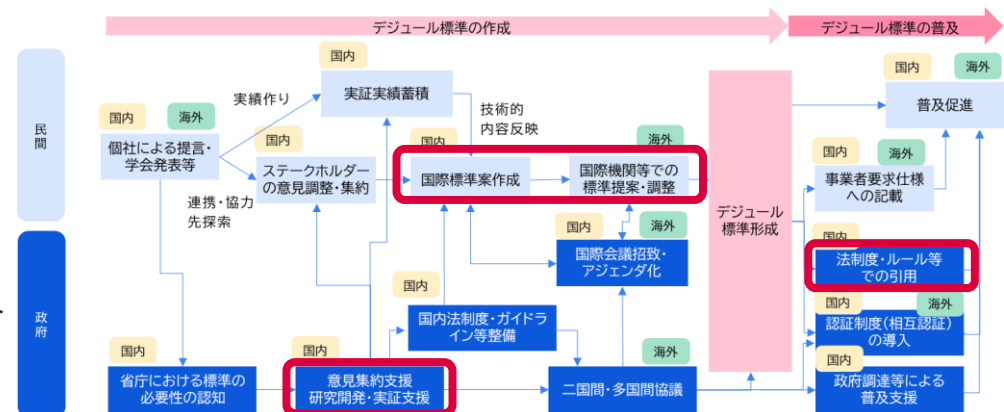 デジュール標準の作成
デジュール標準の普及
民間
国内
海外
個社による提言・
学会発表等
実績作り
連携・協力
先探索
国内
実証実績蓄積
技術的
内容反映
国内
ステークホルダー
の意見調整・集約
国内
国際標準案作成
海外
国際機関等での
標準提案・調整
デジュール
標準形成
国内
海外
普及促進
国内
海外
事業者要求仕様
への記載
政府
国内
海外
国際会議招致・
アジェンダ化
国内
国内法制度・ガイドラ
イン等整備
国内
省庁における標準の
必要性の認知
国内
意見集約支援
研究開発・実証支援
海外
二国間・多国間協議
国内
法制度・ルール等
での引用
国内
海外
認証制度(相互認証)
の導入
国内
政府調達等による
普及支援